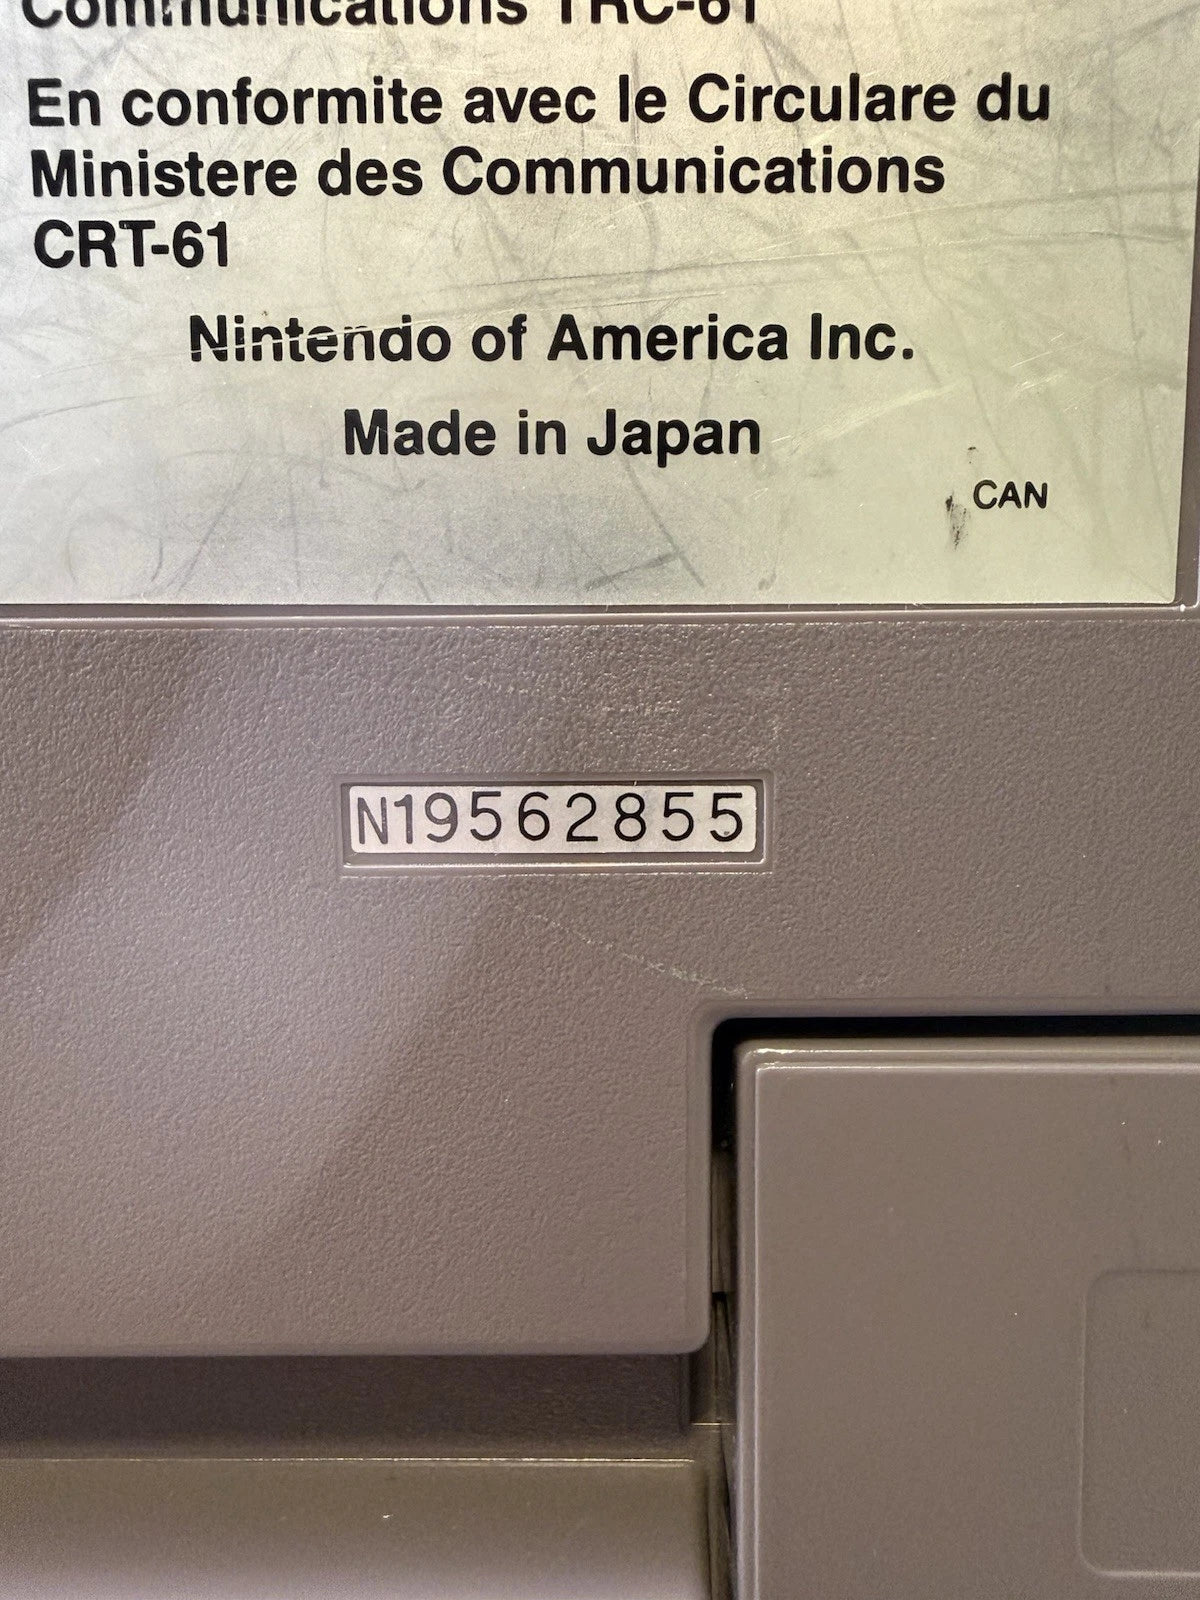 Communications TRC-61
En conformite avec le Circulare du
Ministere des Communications
CRT-61
Nintendo of America Inc.
Made in Japan
CAN
N19562855